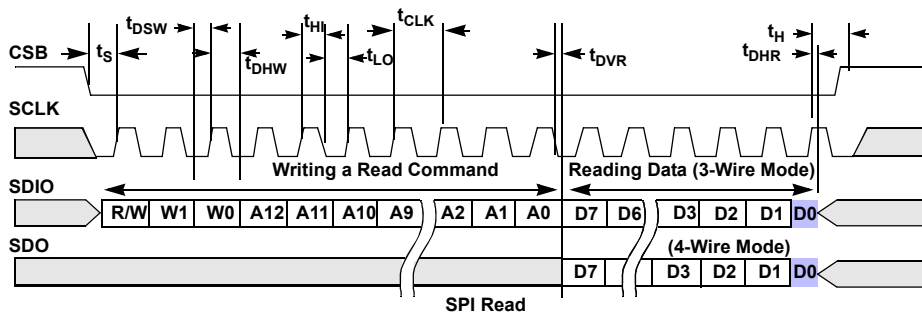 tDSW tHI tCLK tH
CSB tS tDHW tLO tDVR tDHR
SCLK
Writing a Read Command Reading Data (3-Wire Mode)
SDIO
R/W W1 W0 A12 A11 A10 A9 A2 A1 A0 D7 D6 D3 D2 D1 D0
SDO (4-Wire Mode)
D7 D3 D2 D1 D0
SPI Read